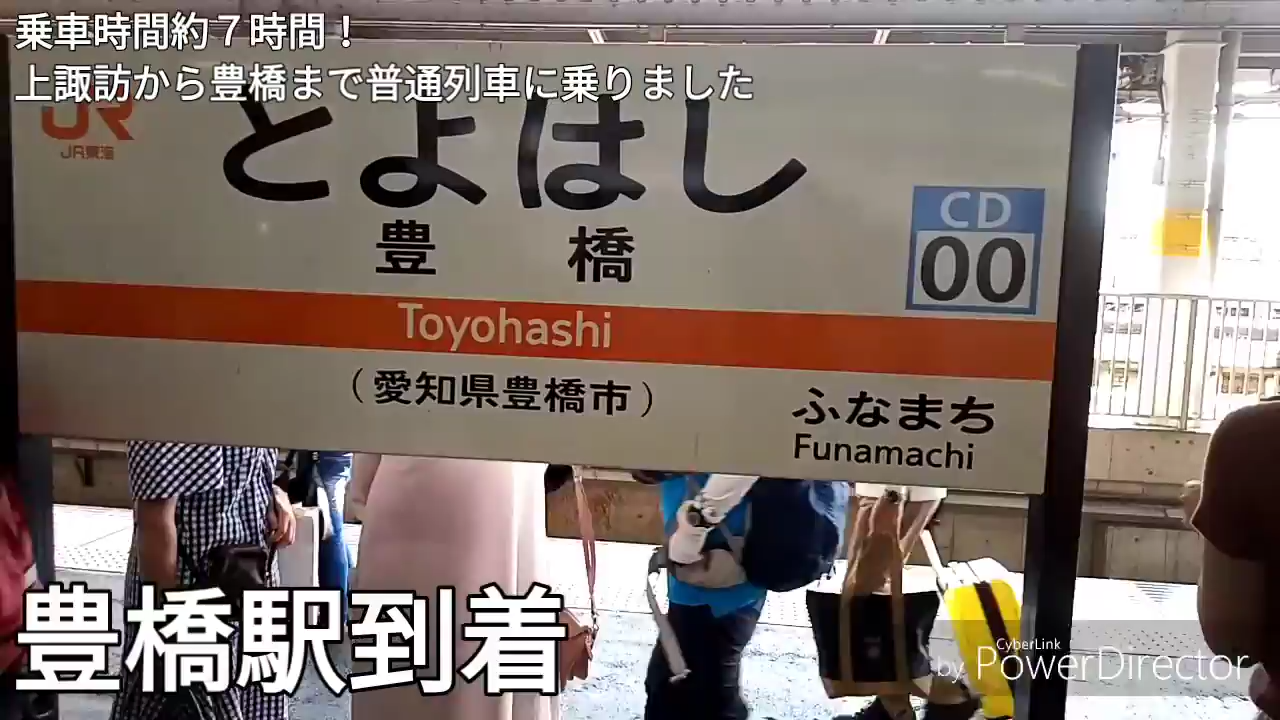 乗車時間約７時間！
上諏訪から豊橋まで普通列車に乗りました
JR
JR東海
とよはし
豊橋
CD
00
Toyohashi
（愛知県豊橋市）
ふなまち
Funamachi
豊橋駅到着
CyberLink
by PowerDirector